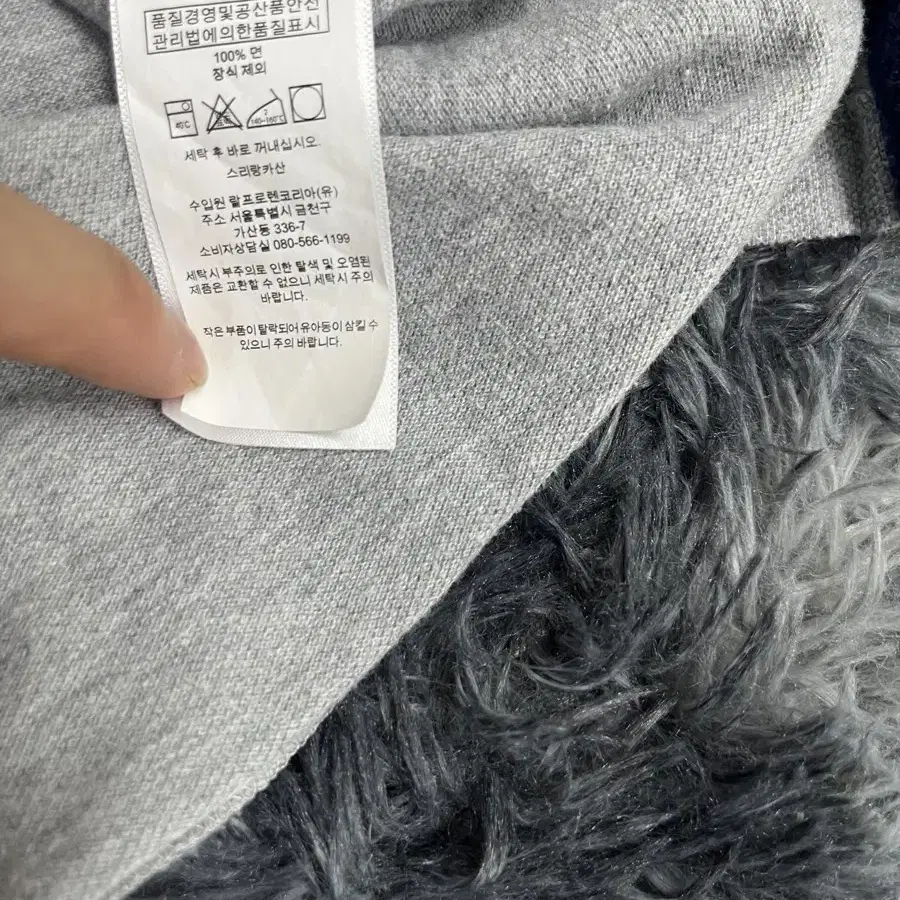 품질경영및공산품안전
관리법에의한품질표시
100% 면
장식 제외
40℃ 140~160℃
세탁 후 바로 꺼내십시오.
스리랑카산
수입원 랄프로렌코리아(유)
주소 서울특별시 금천구
가산동 336-7
소비자상담실 080-566-1199
세탁시 부주의로 인한 탈색 및 오염된
제품은 교환할 수 없으니 세탁시 주의
바랍니다.
작은 부품이 탈락되어 유아동이 삼킬 수
있으니 주의 바랍니다.